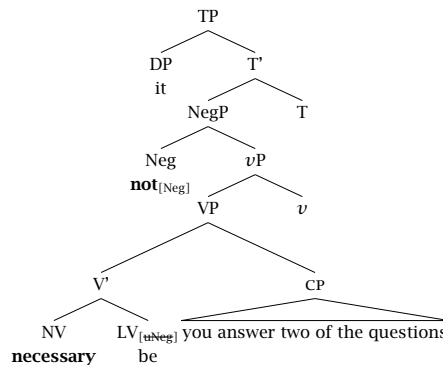 TP
DP T’
it
NegP T
Neg vP
not[Neg]
VP v
V’ CP
NV LV[uNeg] you answer two of the questions
necessary be